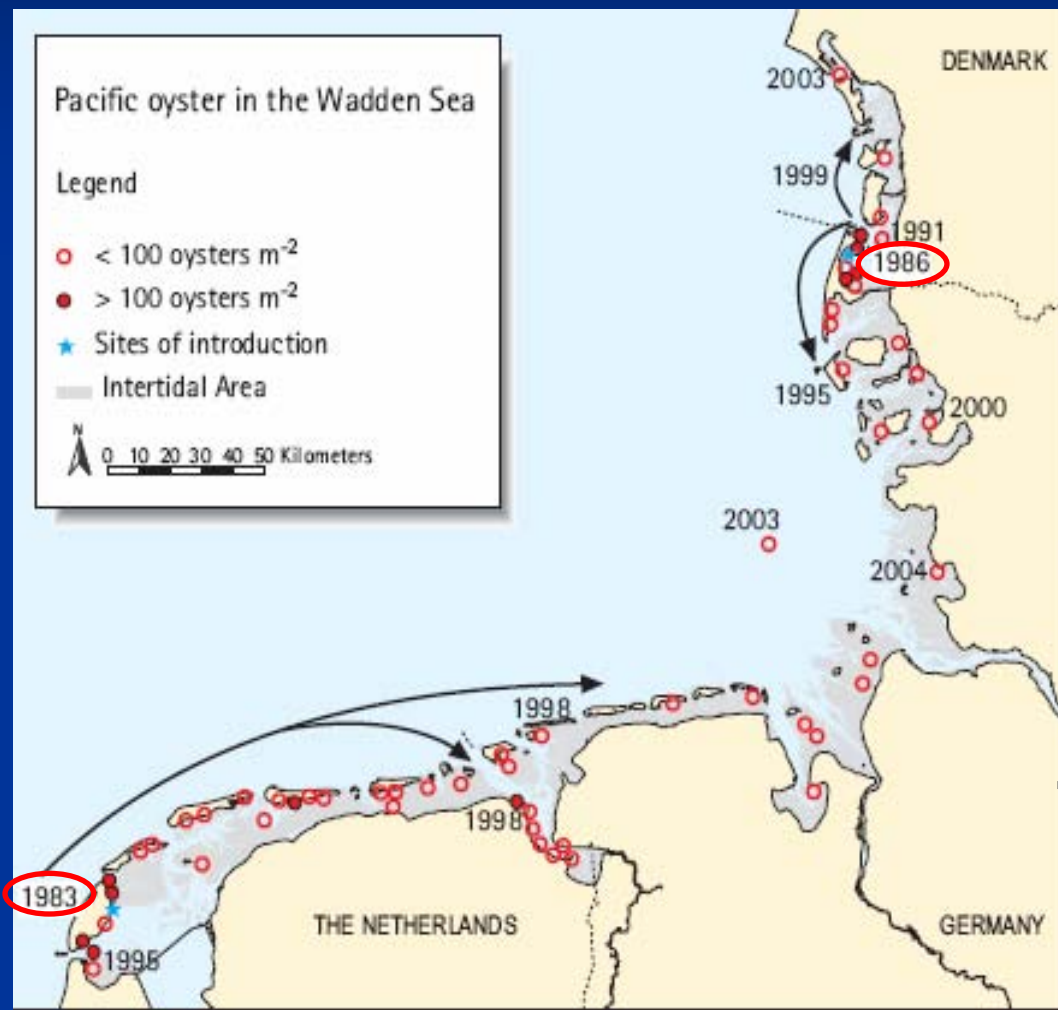 Pacific oyster in the Wadden Sea
Legend
< 100 oysters m-2
> 100 oysters m-2
Sites of introduction
Intertidal Area
N
0 10 20 30 40 50 Kilometers
DENMARK
2003
1999
1991
1986
1995
2000
2003
2004
1998
1998
1983
1995
THE NETHERLANDS
GERMANY